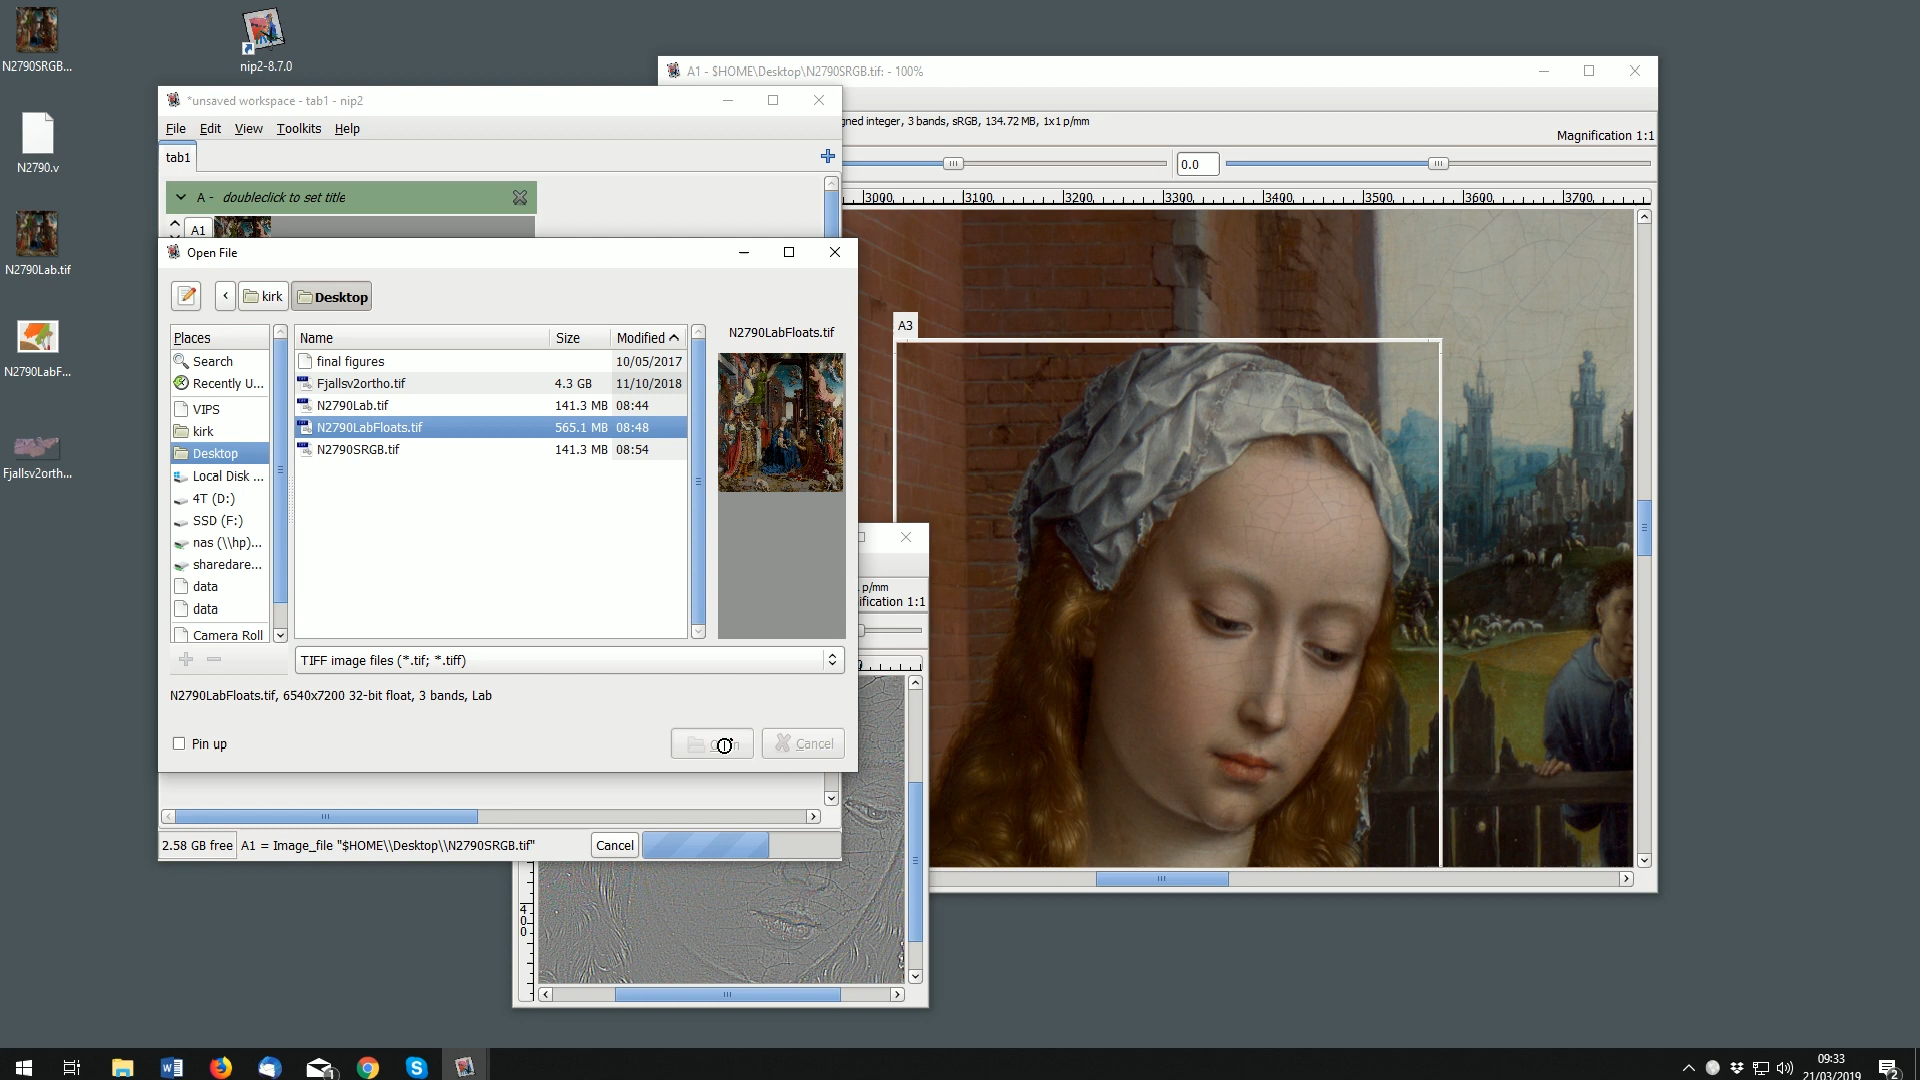 N2790SRGB...
nip2-8.7.0
N2790.v
N2790Lab.tif
N2790LabF...
Fjallsv2orth...
A1 - $HOME\Desktop\N2790SRGB.tif: - 100%
gned integer, 3 bands, sRGB, 134.72 MB, 1x1 p/mm
Magnification 1:1
0.0
3000 3100 3200 3300 3400 3500 3600 3700
A3
*unsaved workspace - tab1 - nip2
File Edit View Toolkits Help
tab1
A - doubleclick to set title
A1
Open File
kirk Desktop
Places
Search
Recently U...
VIPS
kirk
Desktop
Local Disk ...
4T (D:)
SSD (F:)
nas (\\hp)...
sharedare...
data
data
Camera Roll
Name Size Modified
final figures 10/05/2017
Fjallsv2ortho.tif 4.3 GB 11/10/2018
N2790Lab.tif 141.3 MB 08:44
N2790LabFloats.tif 565.1 MB 08:48
N2790SRGB.tif 141.3 MB 08:54
N2790LabFloats.tif
TIFF image files (*.tif; *.tiff)
N2790LabFloats.tif, 6540x7200 32-bit float, 3 bands, Lab
Pin up
Cancel
p/mm
ification 1:1
400
2.58 GB free A1 = Image_file "$HOME\\Desktop\\N2790SRGB.tif" Cancel
1
09:33
21/03/2019
2